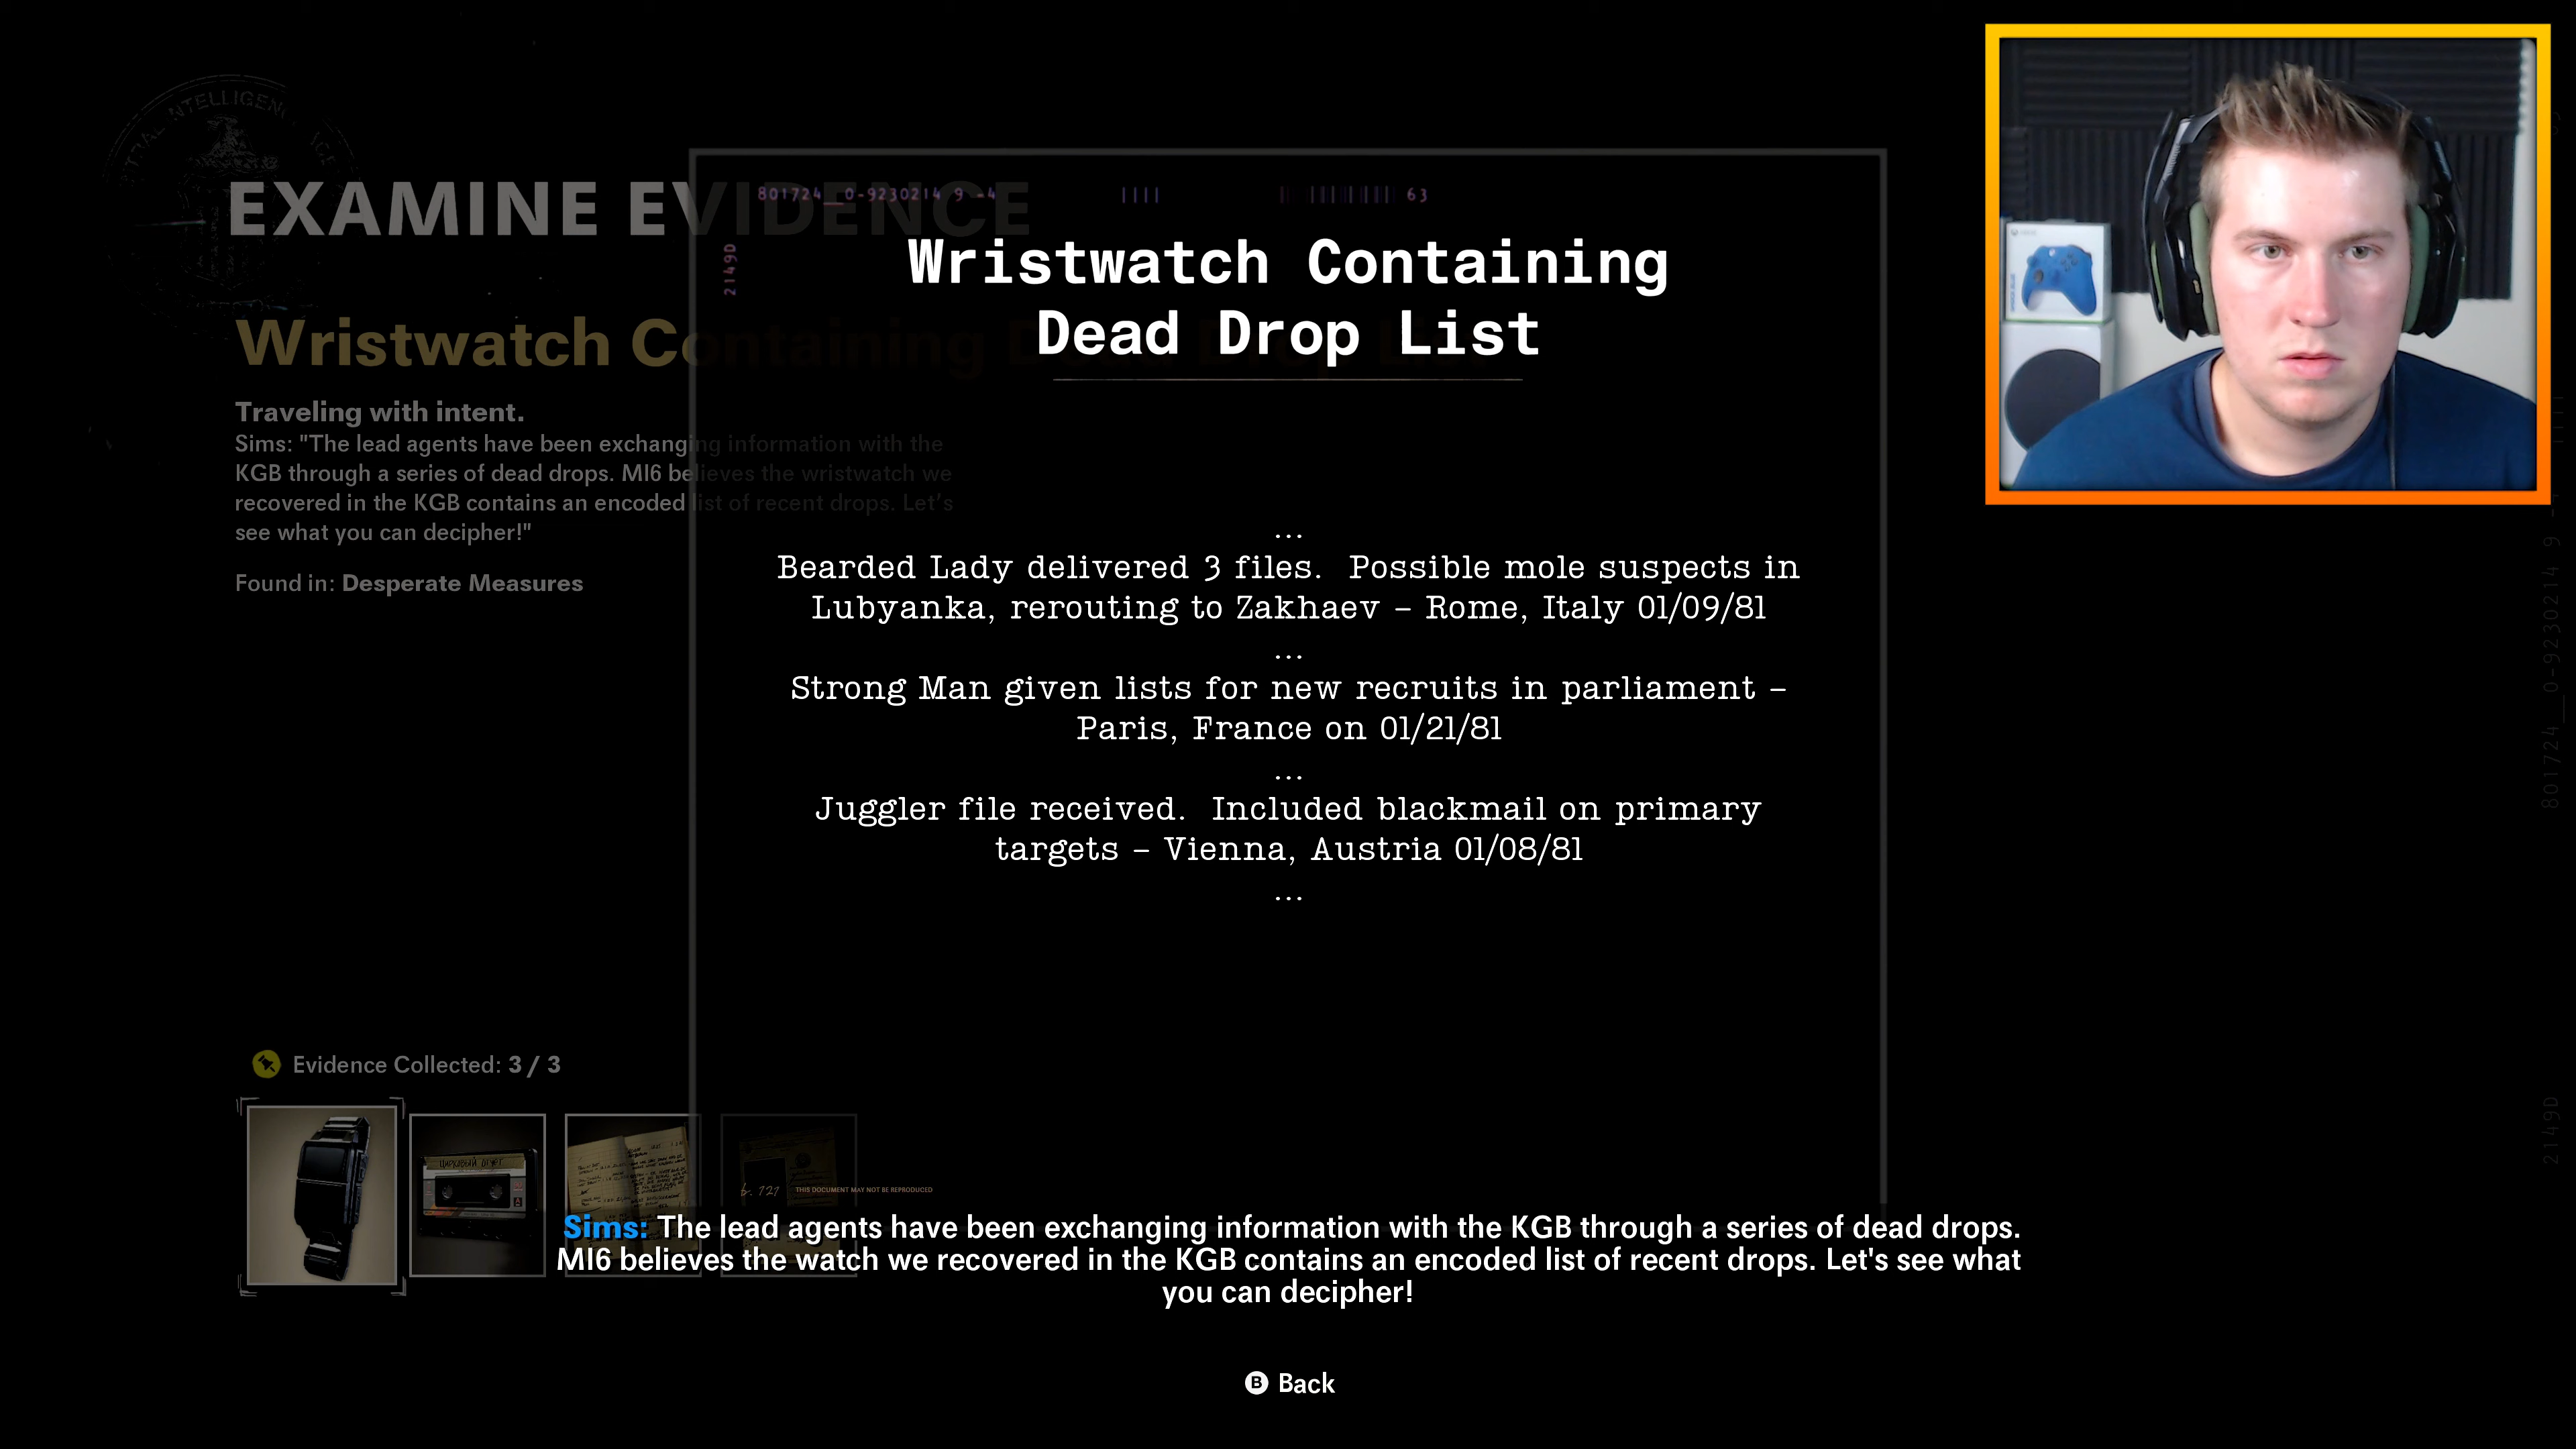 EXAMINE EVIDENCE
Wristwatch Containing
Traveling with intent.
Sims: "The lead agents have been exchanging information with the
KGB through a series of dead drops. MI6 believes the wristwatch we
recovered in the KGB contains an encoded list of recent drops. Let's
see what you can decipher!"
Found in: Desperate Measures
801724__0-9230214 9 -4
63
2149D
Wristwatch Containing
Dead Drop List
...
Bearded Lady delivered 3 files. Possible mole suspects in
Lubyanka, rerouting to Zakhaev – Rome, Italy 01/09/81
...
Strong Man given lists for new recruits in parliament –
Paris, France on 01/21/81
...
Juggler file received. Included blackmail on primary
targets – Vienna, Austria 01/08/81
...
Evidence Collected: 3 / 3
THIS DOCUMENT MAY NOT BE REPRODUCED
Sims: The lead agents have been exchanging information with the KGB through a series of dead drops.
MI6 believes the watch we recovered in the KGB contains an encoded list of recent drops. Let's see what
you can decipher!
B Back
801724__0-9230214 9
2149D